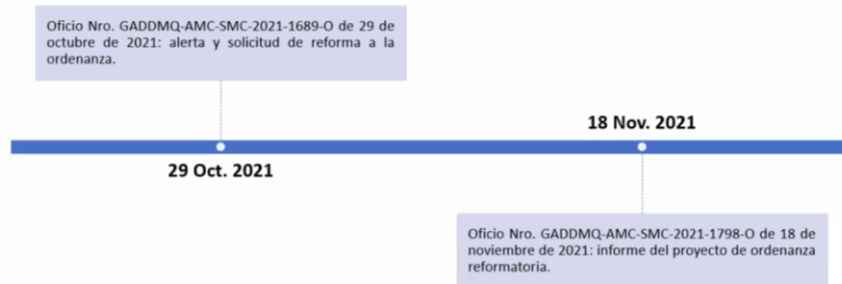 Oficio Nro. GADDMQ-AMC-SMC-2021-1689-O de 29 de
octubre de 2021: alerta y solicitud de reforma a la
ordenanza.
29 Oct. 2021
18 Nov. 2021
Oficio Nro. GADDMQ-AMC-SMC-2021-1798-O de 18 de
noviembre de 2021: informe del proyecto de ordenanza
reformatoria.